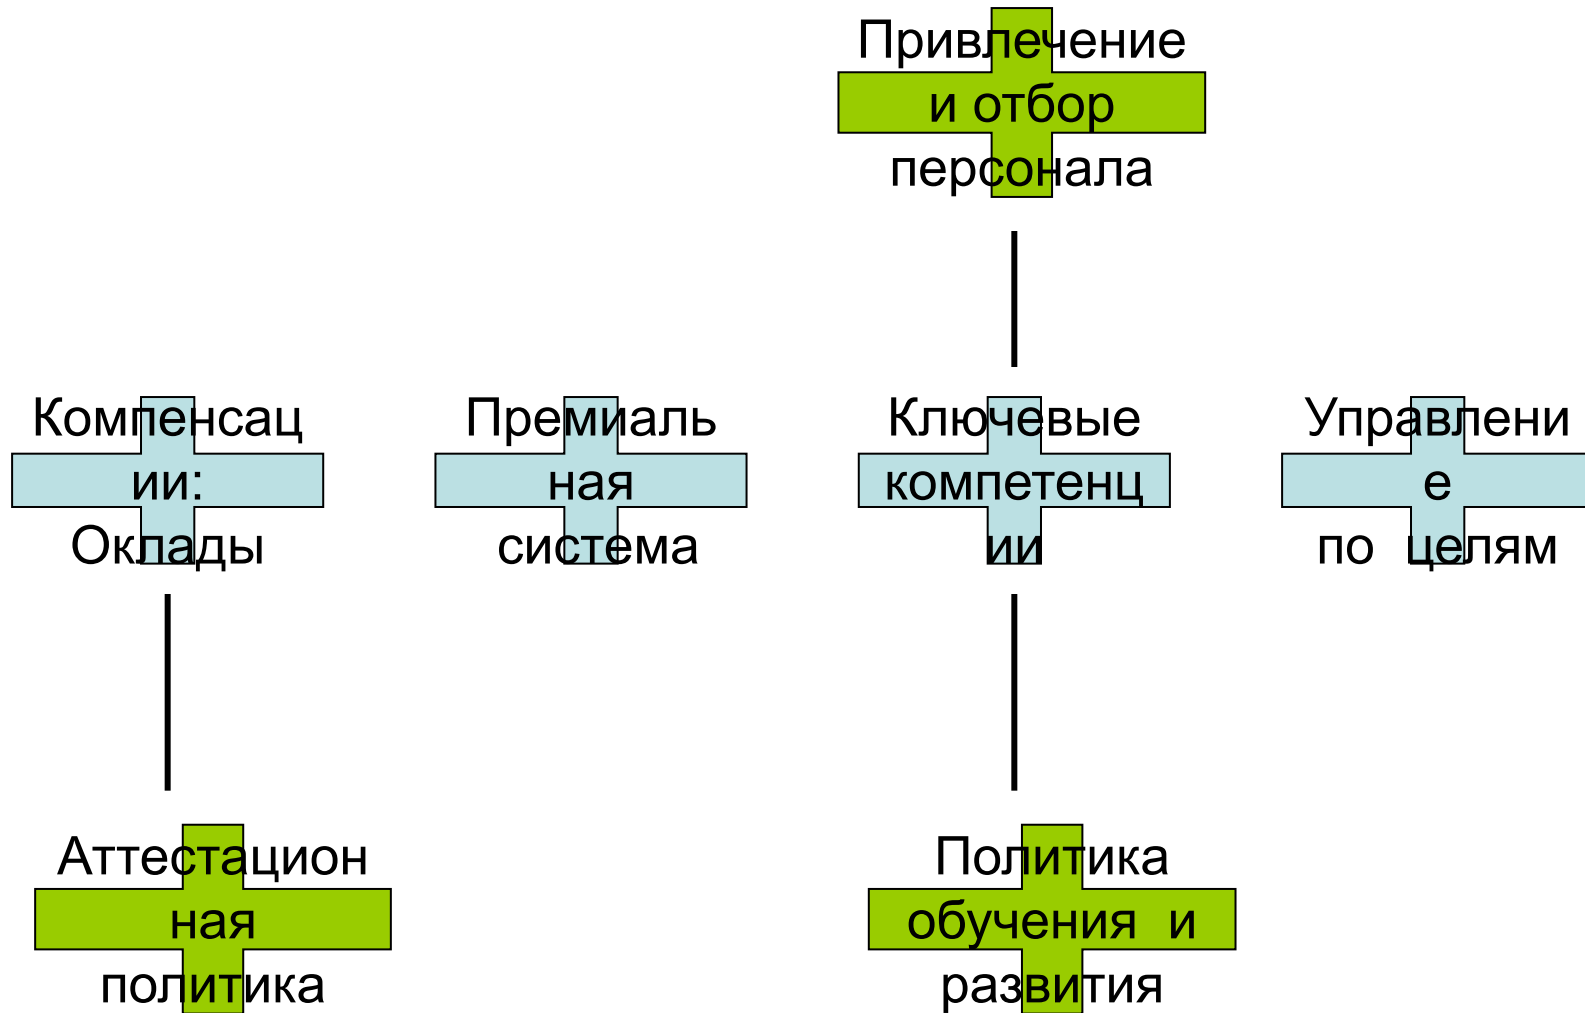 Привлечение
и отбор
персонала
Компенсац
ии:
Оклады
Премиаль
ная
система
Ключевые
компетенц
ии
Управлени
е
по  целям
Аттестацион
ная
политика
Политика
обучения  и
развития